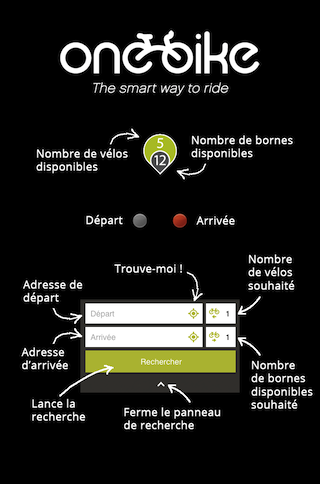 onebike
The smart way to ride
5
12
Nombre de vélos
disponibles
Nombre de bornes
disponibles
Départ
Arrivée
Trouve-moi !
Nombre
de vélos
souhaité
Adresse de
départ
Départ
1
Arrivée
1
Adresse
d'arrivée
Rechercher
Nombre
de bornes
disponibles
souhaité
Lance la
recherche
Ferme le panneau
de recherche